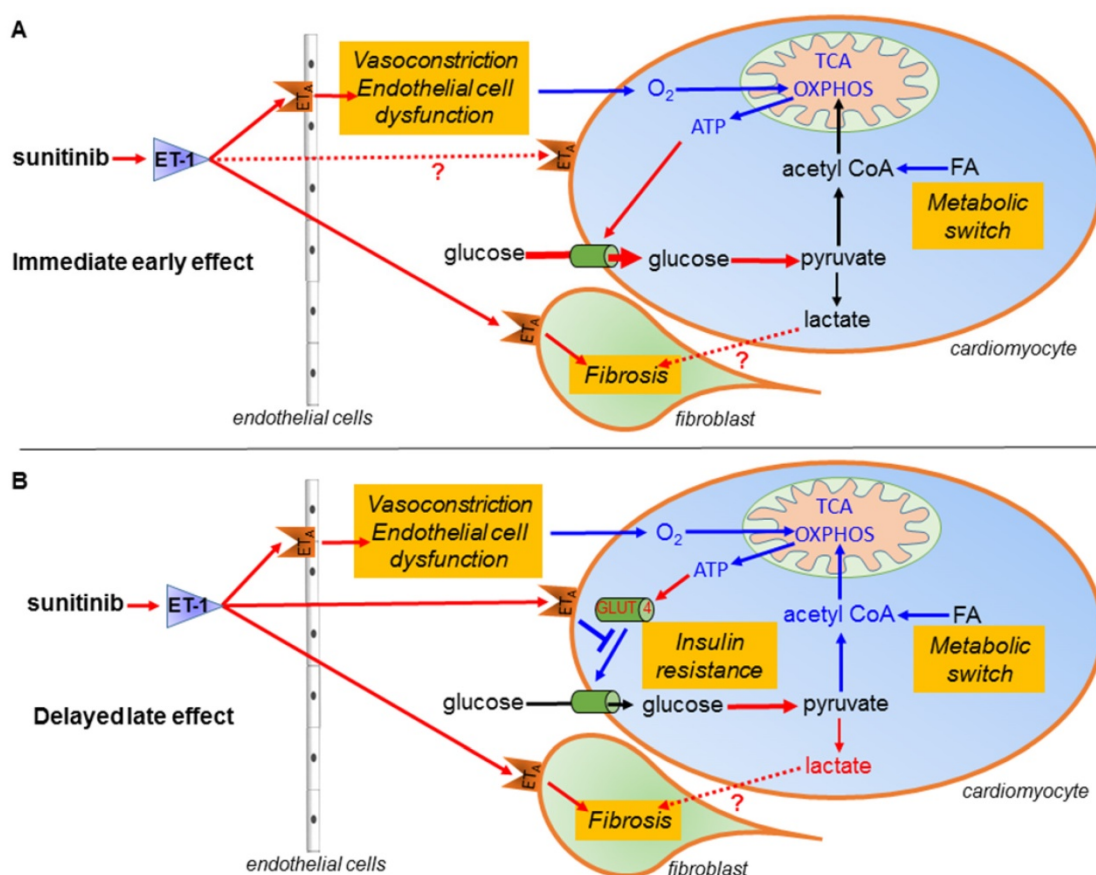 A
Vasoconstriction
Endothelial cell
dysfunction
TCA
OXPHOS
O2
ATP
ETA
sunitinib
ET-1
ETA
?
acetyl CoA
FA
Metabolic
switch
glucose
glucose
pyruvate
Immediate early effect
lactate
ETA
?
cardiomyocyte
Fibrosis
endothelial cells
fibroblast
B
Vasoconstriction
Endothelial cell
dysfunction
TCA
OXPHOS
O2
ATP
ETA
sunitinib
ET-1
ETA
GLUT 4
acetyl CoA
FA
Insulin
resistance
Metabolic
switch
glucose
glucose
pyruvate
Delayed late effect
lactate
ETA
?
cardiomyocyte
Fibrosis
endothelial cells
fibroblast